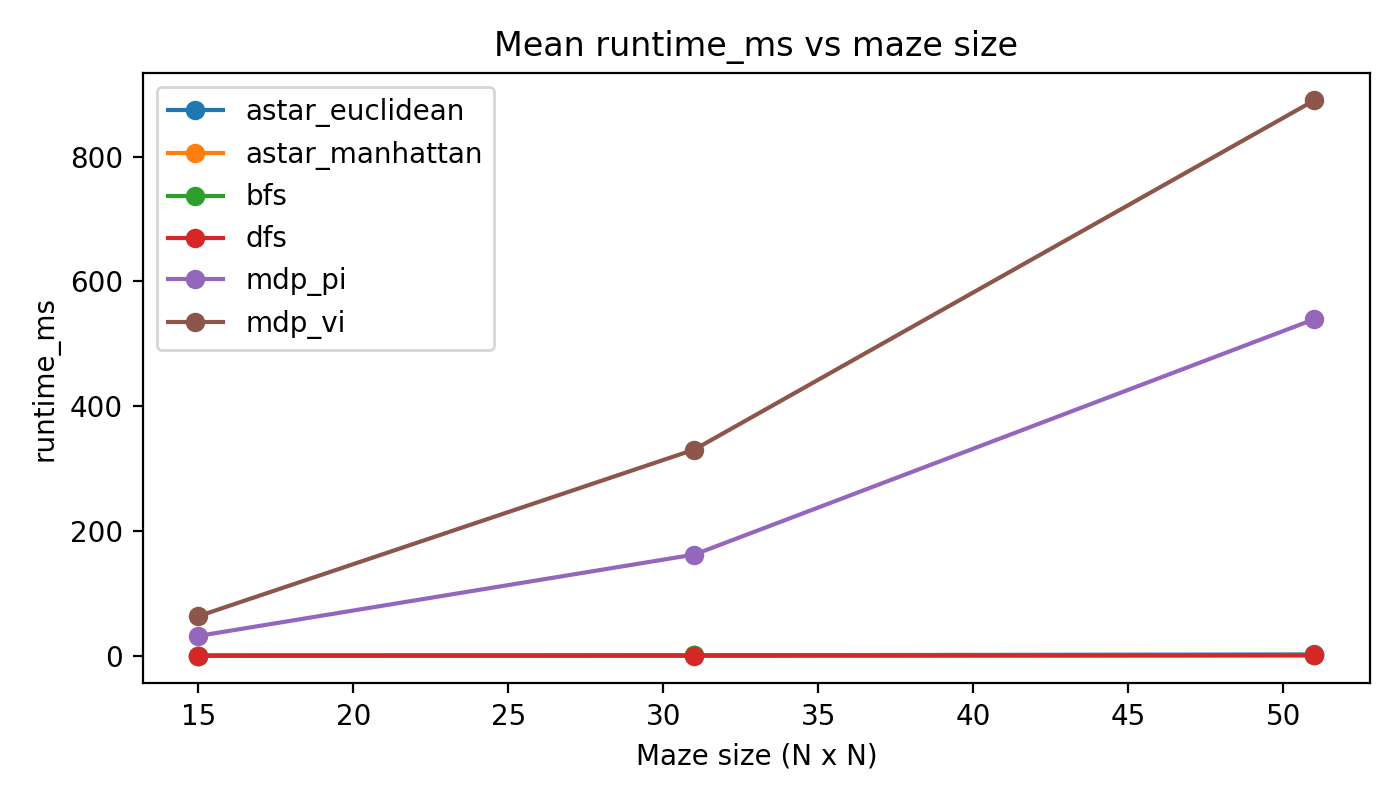 Mean runtime_ms vs maze size
astar_euclidean
astar_manhattan
bfs
dfs
mdp_pi
mdp_vi
runtime_ms
800
600
400
200
0
15 20 25 30 35 40 45 50
Maze size (N x N)